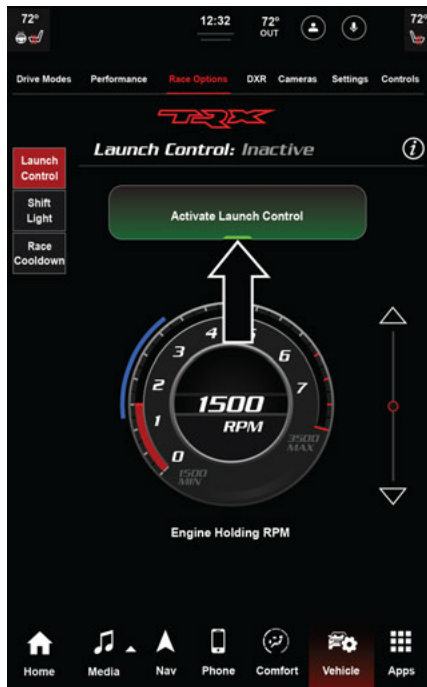 72°
12:32
72°
OUT
72°
Drive Modes
Performance
Race Options
DXR
Cameras
Settings
Controls
TRX
Launch Control: Inactive
i
Launch
Control
Shift
Light
Race
Cooldown
Activate Launch Control
0
1
2
3
4
5
6
7
1500
RPM
1500
MIN
3500
MAX
Engine Holding RPM
Home
Media
Nav
Phone
Comfort
Vehicle
Apps